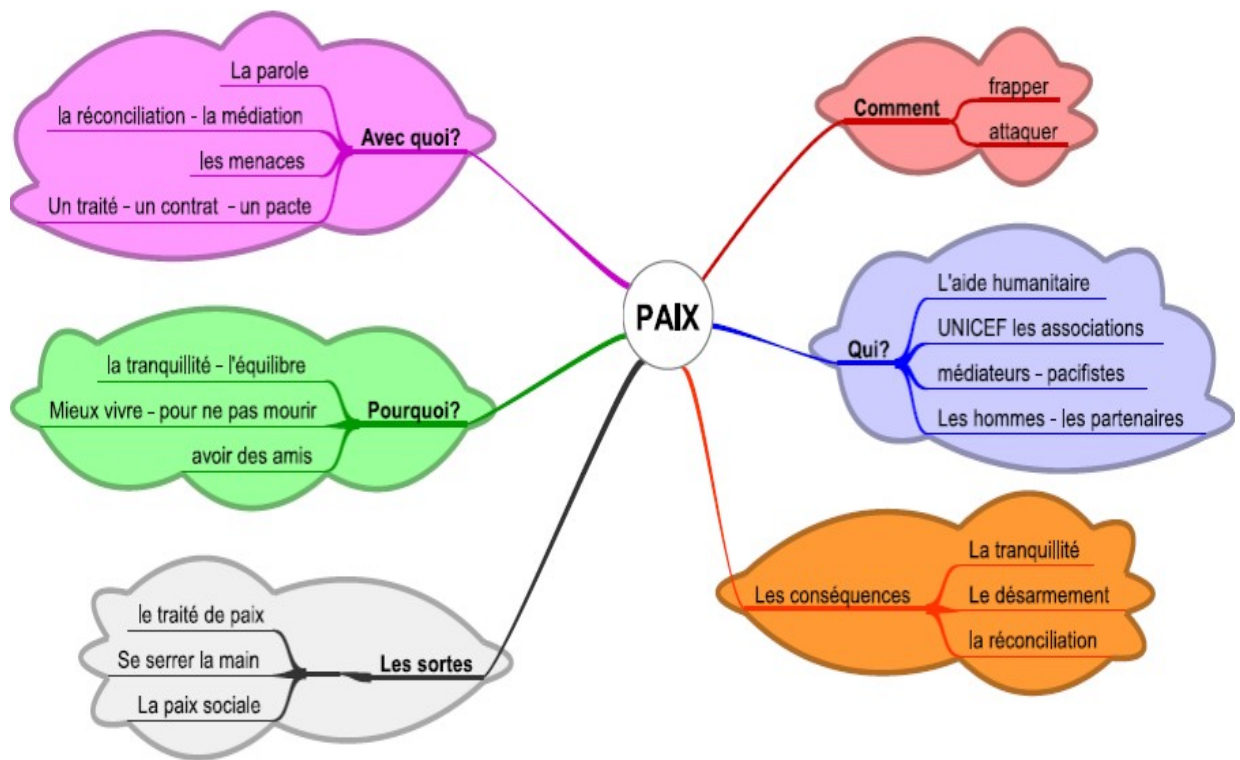 PAIX
Avec quoi?
La parole
la réconciliation - la médiation
les menaces
Un traité - un contrat - un pacte
Pourquoi?
la tranquillité - l'équilibre
Mieux vivre - pour ne pas mourir
avoir des amis
Les sortes
le traité de paix
Se serrer la main
La paix sociale
Comment
frapper
attaquer
Qui?
L'aide humanitaire
UNICEF les associations
médiateurs - pacifistes
Les hommes - les partenaires
Les conséquences
La tranquillité
Le désarmement
la réconciliation